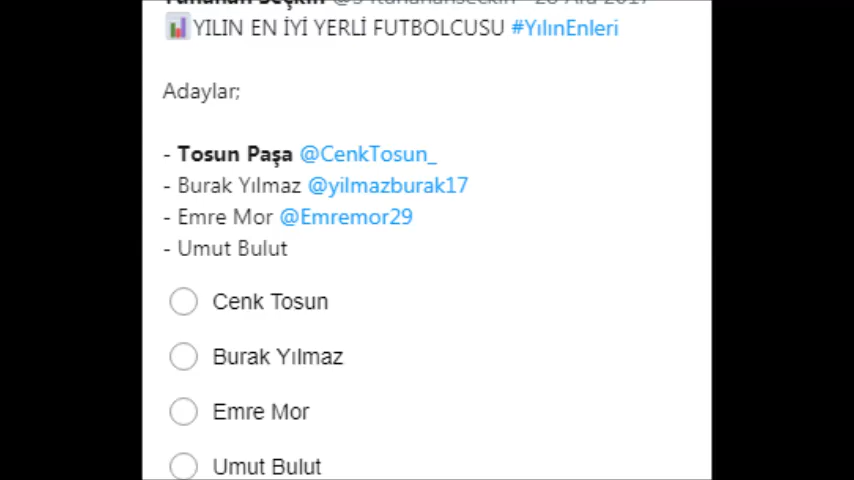 YILIN EN İYİ YERLİ FUTBOLCUSU #YılınEnleri
Adaylar;
- Tosun Paşa @CenkTosun_
- Burak Yılmaz @yilmazburak17
- Emre Mor @Emremor29
- Umut Bulut
Cenk Tosun
Burak Yılmaz
Emre Mor
Umut Bulut